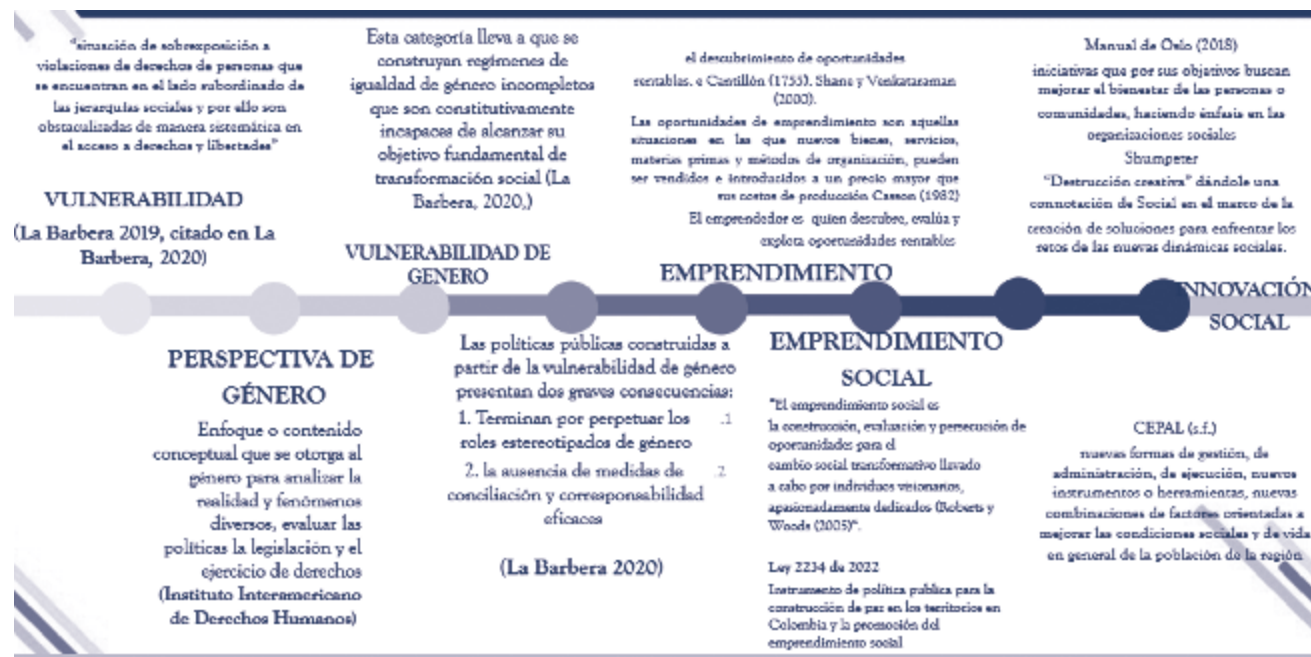 "situación de sobrexposición a
violaciones de derechos de personas que
se encuentran en el lado subordinado de
las jerarquías sociales y por ello son
obstaculizadas de manera sistemática en
el acceso a derechos y libertades"
VULNERABILIDAD
(La Barbera 2019, citado en La
Barbera, 2020)
Esta categoría lleva a que se
construyan regímenes de
igualdad de género incompletos
que son constitutivamente
incapaces de alcanzar su
objetivo fundamental de
transformación social (La
Barbera, 2020,)
VULNERABILIDAD DE
GENERO
el descubrimiento de oportunidades
rentables. e Cantillón (1755). Shane y Venkataraman
(2000).
Las oportunidades de emprendimiento son aquellas
situaciones en las que nuevos bienes, servicios,
materias primas y métodos de organización, pueden
ser vendidos e introducidos a un precio mayor que
sus costos de producción Casson (1982)
El emprendedor es quien descubre, evalúa y
explota oportunidades rentables
EMPRENDIMIENTO
Manual de Oslo (2018)
iniciativas que por sus objetivos buscan
mejorar el bienestar de las personas o
comunidades, haciendo énfasis en las
organizaciones sociales
Shumpeter
"Destrucción creativa" dándole una
connotación de Social en el marco de la
creación de soluciones para enfrentar los
retos de las nuevas dinámicas sociales.
INNOVACIÓN
SOCIAL
PERSPECTIVA DE
GÉNERO
Enfoque o contenido
conceptual que se otorga al
género para analizar la
realidad y fenómenos
diversos, evaluar las
políticas la legislación y el
ejercicio de derechos
(Instituto Interamericano
de Derechos Humanos)
Las políticas públicas construidas a
partir de la vulnerabilidad de género
presentan dos graves consecuencias:
1. Terminan por perpetuar los .1
roles estereotipados de género
2. la ausencia de medidas de .2
conciliación y corresponsabilidad
eficaces
(La Barbera 2020)
EMPRENDIMIENTO
SOCIAL
"El emprendimiento social es
la construcción, evaluación y persecución de
oportunidades para el
cambio social transformativo llevado
a cabo por individuos visionarios,
apasionadamente dedicados (Roberts y
Woods (2005)".
Ley 2234 de 2022
Instrumento de política publica para la
construcción de paz en los territorios en
Colombia y la promoción del
emprendimiento social
CEPAL (s.f.)
nuevas formas de gestión, de
administración, de ejecución, nuevos
instrumentos o herramientas, nuevas
combinaciones de factores orientadas a
mejorar las condiciones sociales y de vida
en general de la población de la región